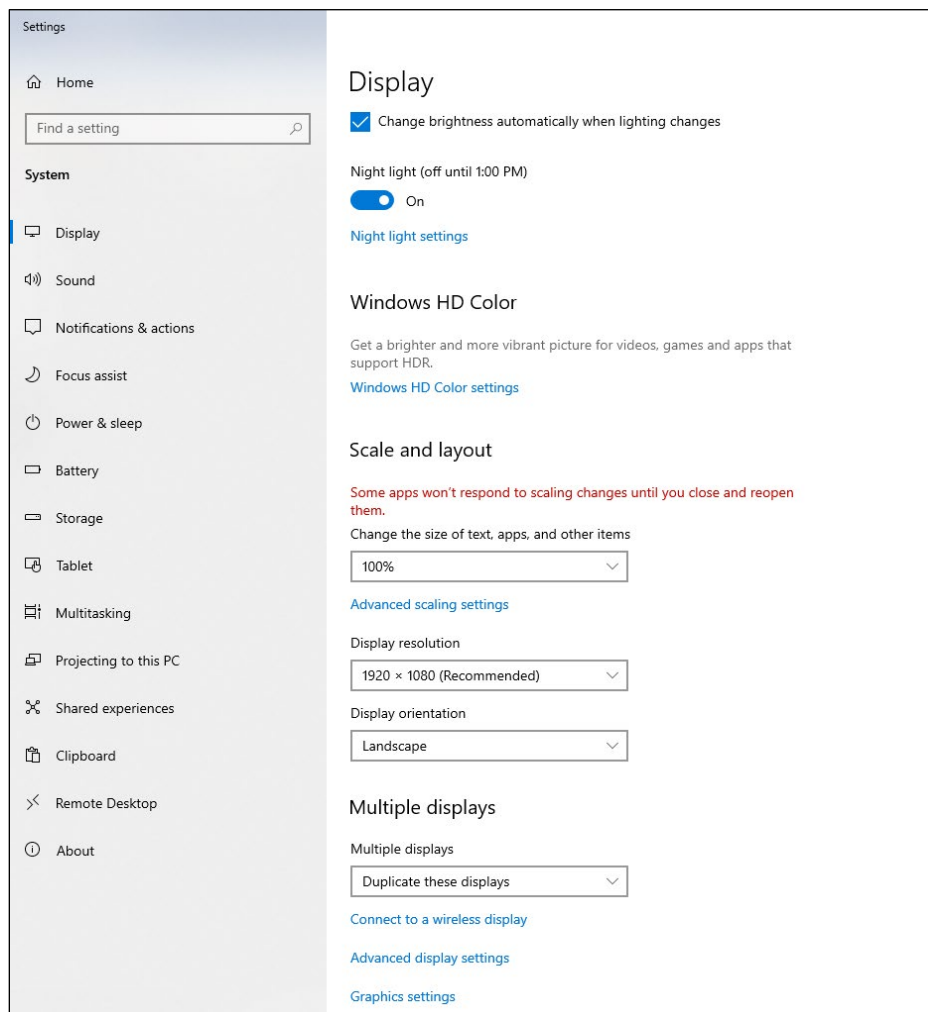 Settings
Home
Find a setting
System
Display
Sound
Notifications & actions
Focus assist
Power & sleep
Battery
Storage
Tablet
Multitasking
Projecting to this PC
Shared experiences
Clipboard
Remote Desktop
About
Display
Change brightness automatically when lighting changes
Night light (off until 1:00 PM)
On
Night light settings
Windows HD Color
Get a brighter and more vibrant picture for videos, games and apps that
support HDR.
Windows HD Color settings
Scale and layout
Some apps won't respond to scaling changes until you close and reopen
them.
Change the size of text, apps, and other items
100%
Advanced scaling settings
Display resolution
1920 × 1080 (Recommended)
Display orientation
Landscape
Multiple displays
Multiple displays
Duplicate these displays
Connect to a wireless display
Advanced display settings
Graphics settings